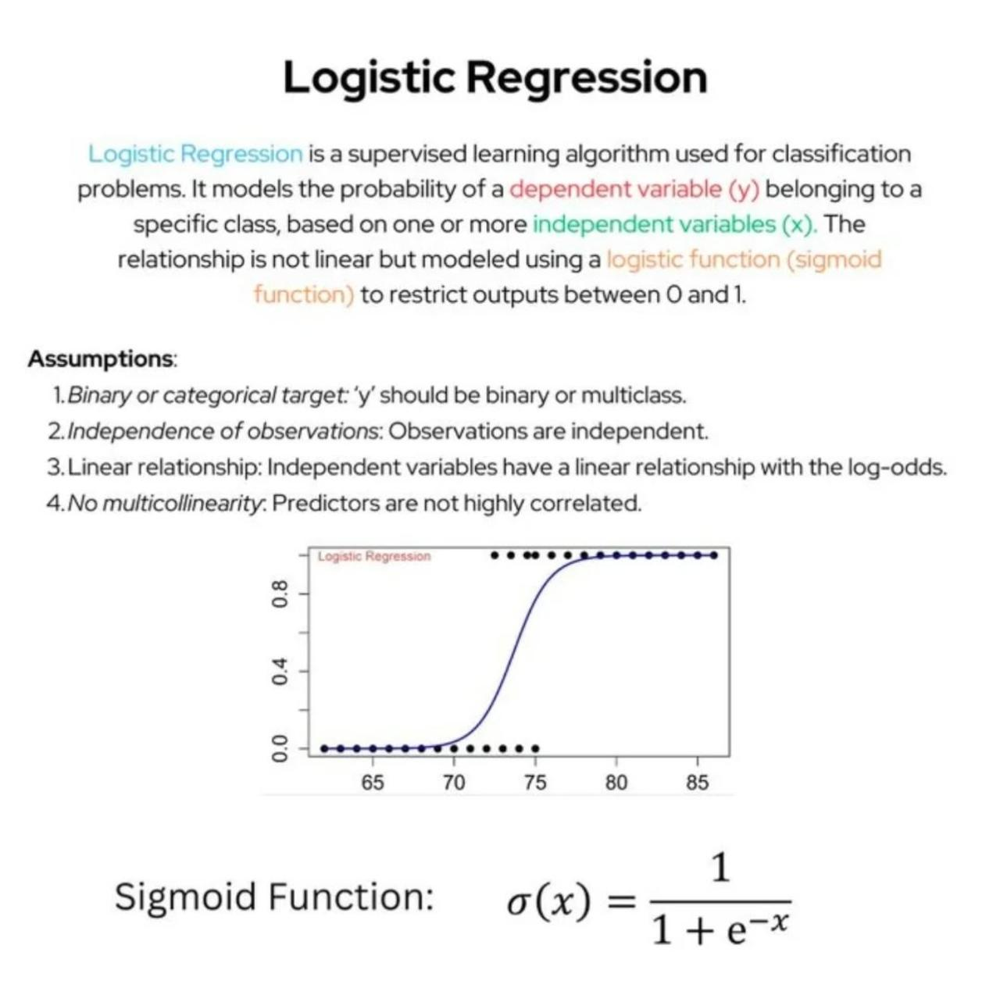 Logistic Regression
Logistic Regression is a supervised learning algorithm used for classification
problems. It models the probability of a dependent variable (y) belonging to a
specific class, based on one or more independent variables (x). The
relationship is not linear but modeled using a logistic function (sigmoid
function) to restrict outputs between 0 and 1.
Assumptions:
1. Binary or categorical target: 'y' should be binary or multiclass.
2. Independence of observations: Observations are independent.
3. Linear relationship: Independent variables have a linear relationship with the log-odds.
4. No multicollinearity: Predictors are not highly correlated.
Logistic Regression
0.8
0.4
0.0
65 70 75 80 85
Sigmoid Function: σ(x) = 1 / (1 + e^−x)